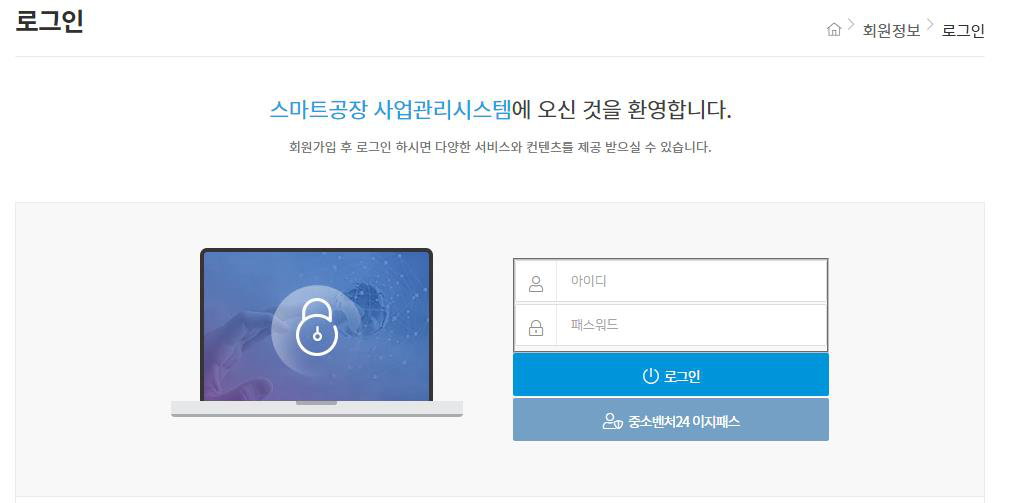 로그인
회원정보 로그인
스마트공장 사업관리시스템에 오신 것을 환영합니다.
회원가입 후 로그인 하시면 다양한 서비스와 컨텐츠를 제공 받으실 수 있습니다.
아이디
패스워드
로그인
중소벤처24 이지패스